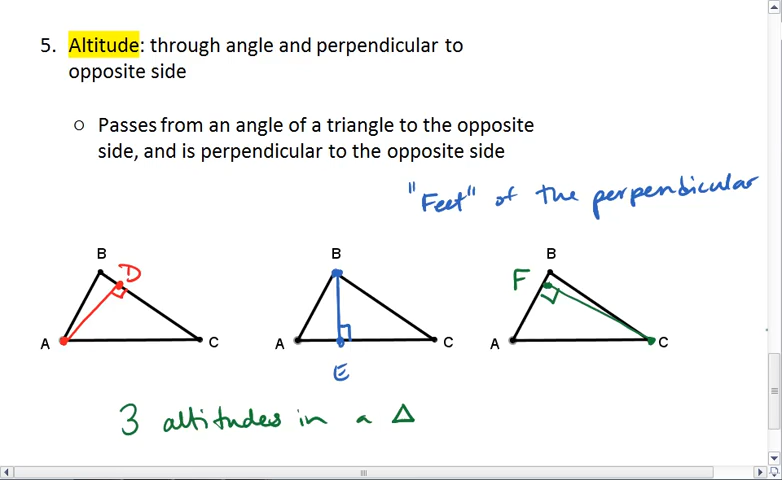 5. Altitude: through angle and perpendicular to
opposite side
o Passes from an angle of a triangle to the opposite
side, and is perpendicular to the opposite side
"Feet" of the perpendicular
B
D
A
C
B
A
C
E
B
F
A
C
3 altitudes in a Δ